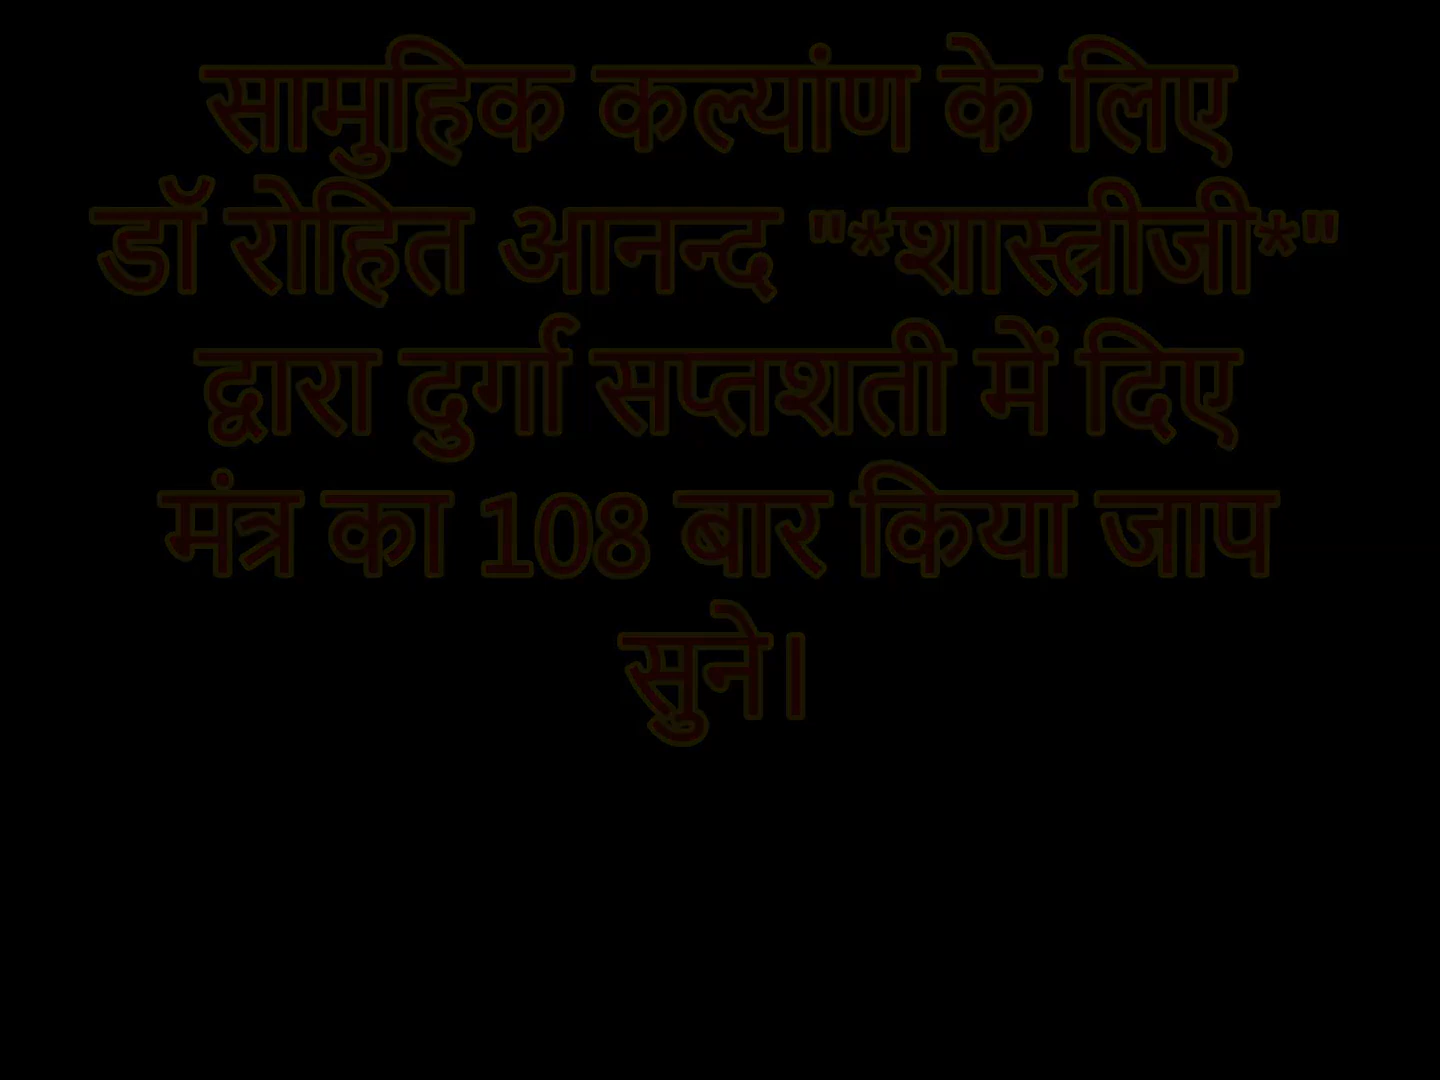 सामुहिक कल्यांण के लिए
डॉ रोहित आनन्द "*शास्त्रीजी*"
द्वारा दुर्गा सप्तशती में दिए
मंत्र का 108 बार किया जाप
सुने।